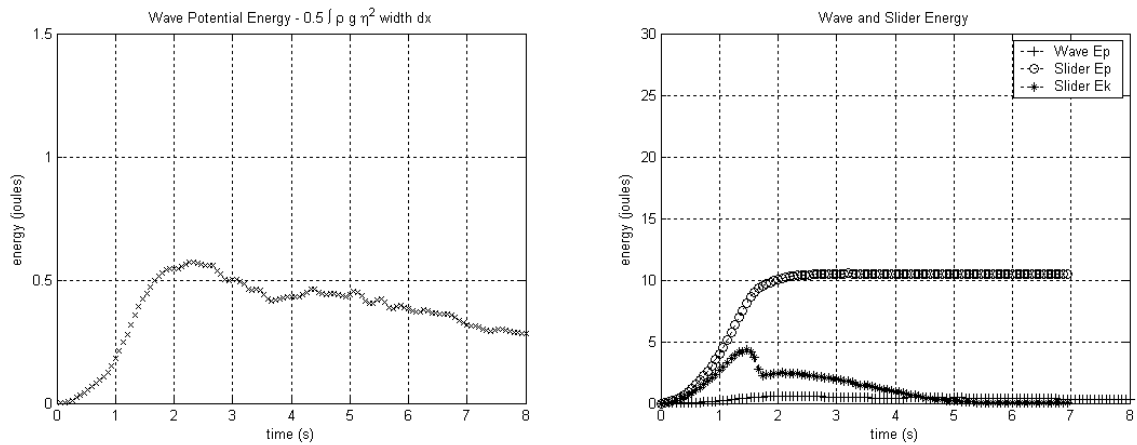 Wave Potential Energy - 0.5 ∫ ρ g η² width dx
1.5
1
0.5
0
energy (joules)
0 1 2 3 4 5 6 7 8
time (s)
Wave and Slider Energy
Wave Ep
Slider Ep
Slider Ek
30
25
20
15
10
5
0
energy (joules)
0 1 2 3 4 5 6 7 8
time (s)